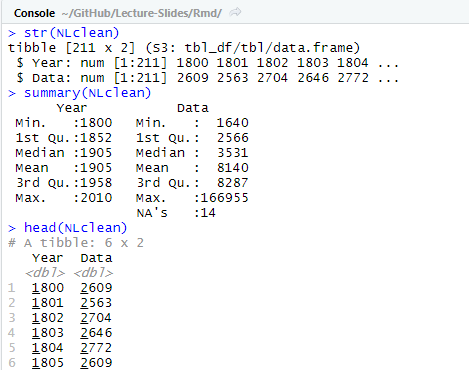 Console ~/GitHub/Lecture-Slides/Rmd/
> str(NLclean)
tibble [211 x 2] (S3: tbl_df/tbl/data.frame)
 $ Year: num [1:211] 1800 1801 1802 1803 1804 ...
 $ Data: num [1:211] 2609 2563 2704 2646 2772 ...
> summary(NLclean)
      Year           Data
 Min.   :1800   Min.   :  1640
 1st Qu.:1852   1st Qu.:  2566
 Median :1905   Median :  3531
 Mean   :1905   Mean   :  8140
 3rd Qu.:1958   3rd Qu.:  8287
 Max.   :2010   Max.   :166955
                NA's   :14
> head(NLclean)
# A tibble: 6 x 2
   Year  Data
  <dbl> <dbl>
1  1800  2609
2  1801  2563
3  1802  2704
4  1803  2646
5  1804  2772
6  1805  2609